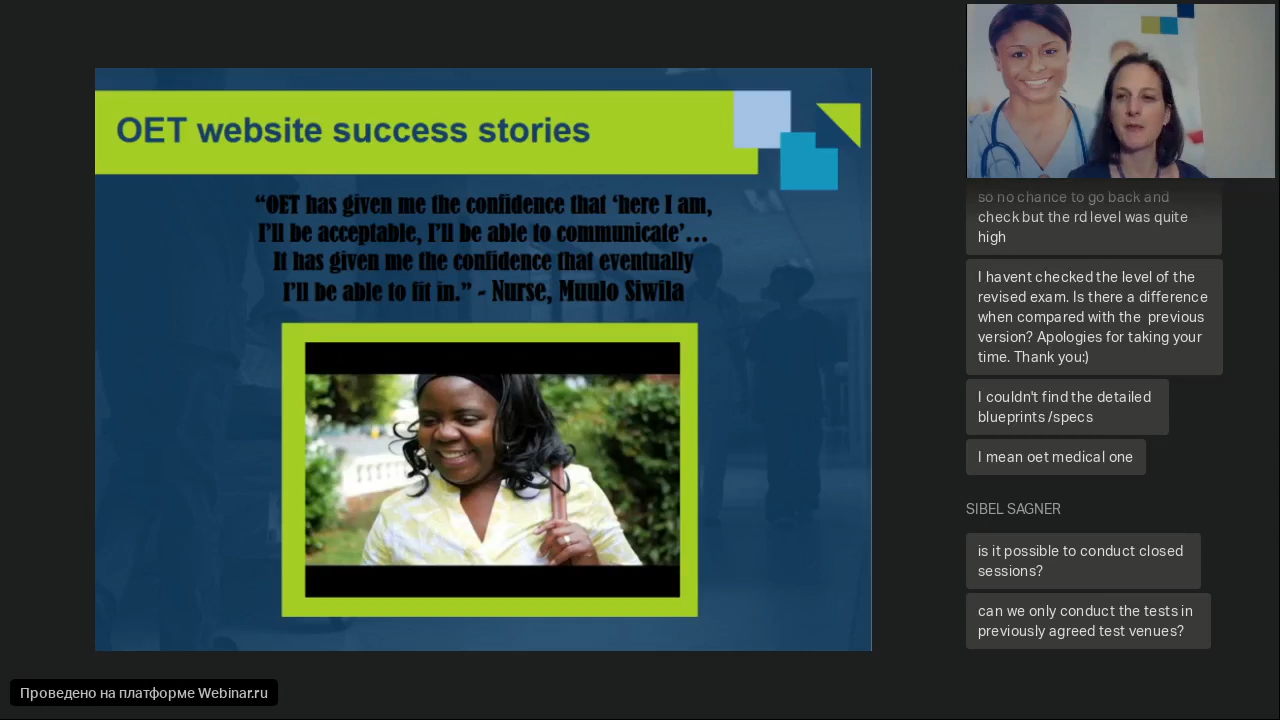 OET website success stories
“OET has given me the confidence that ‘here I am,
I’ll be acceptable, I’ll be able to communicate’...
It has given me the confidence that eventually
I’ll be able to fit in.” - Nurse, Muulo Siwila
so no chance to go back and
check but the rd level was quite
high
I havent checked the level of the
revised exam. Is there a difference
when compared with the previous
version? Apologies for taking your
time. Thank you:)
I couldn't find the detailed
blueprints /specs
I mean oet medical one
SIBEL SAGNER
is it possible to conduct closed
sessions?
can we only conduct the tests in
previously agreed test venues?
Проведено на платформе Webinar.ru